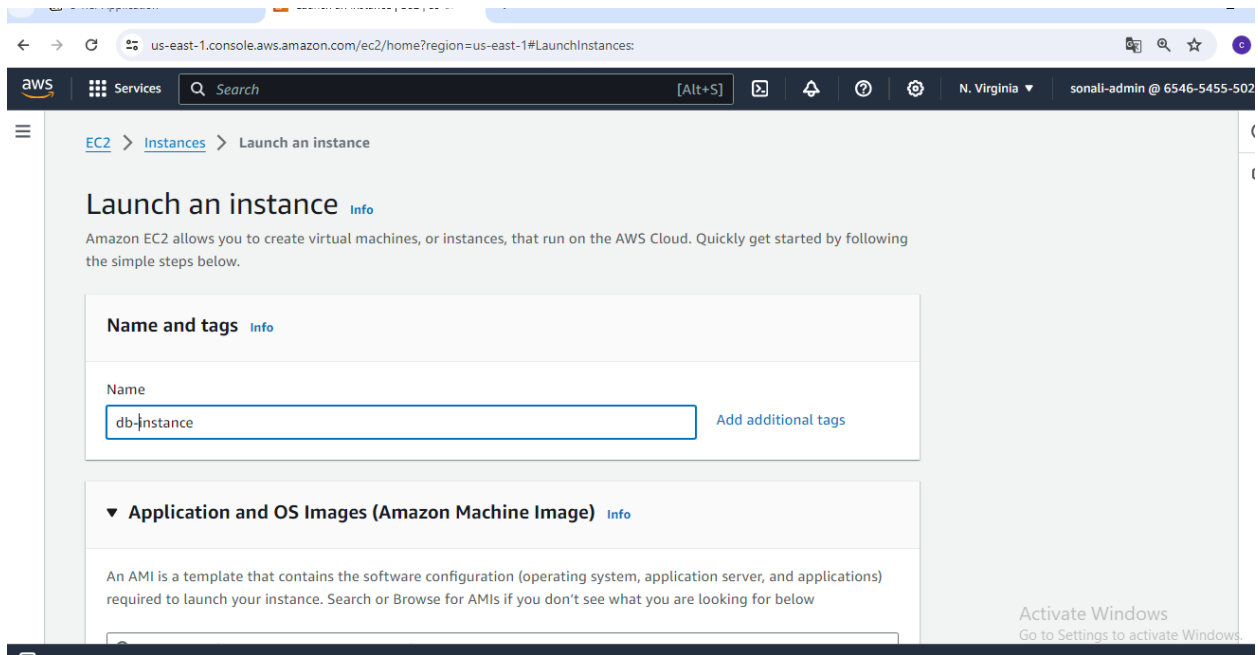 us-east-1.console.aws.amazon.com/ec2/home?region=us-east-1#LaunchInstances:
C
aws Services Search [Alt+S] N. Virginia ▼ sonali-admin @ 6546-5455-502
EC2 > Instances > Launch an instance
Launch an instance Info
Amazon EC2 allows you to create virtual machines, or instances, that run on the AWS Cloud. Quickly get started by following
the simple steps below.
Name and tags Info
Name
db-instance Add additional tags
▼ Application and OS Images (Amazon Machine Image) Info
An AMI is a template that contains the software configuration (operating system, application server, and applications)
required to launch your instance. Search or Browse for AMIs if you don't see what you are looking for below
Activate Windows
Go to Settings to activate Windows.